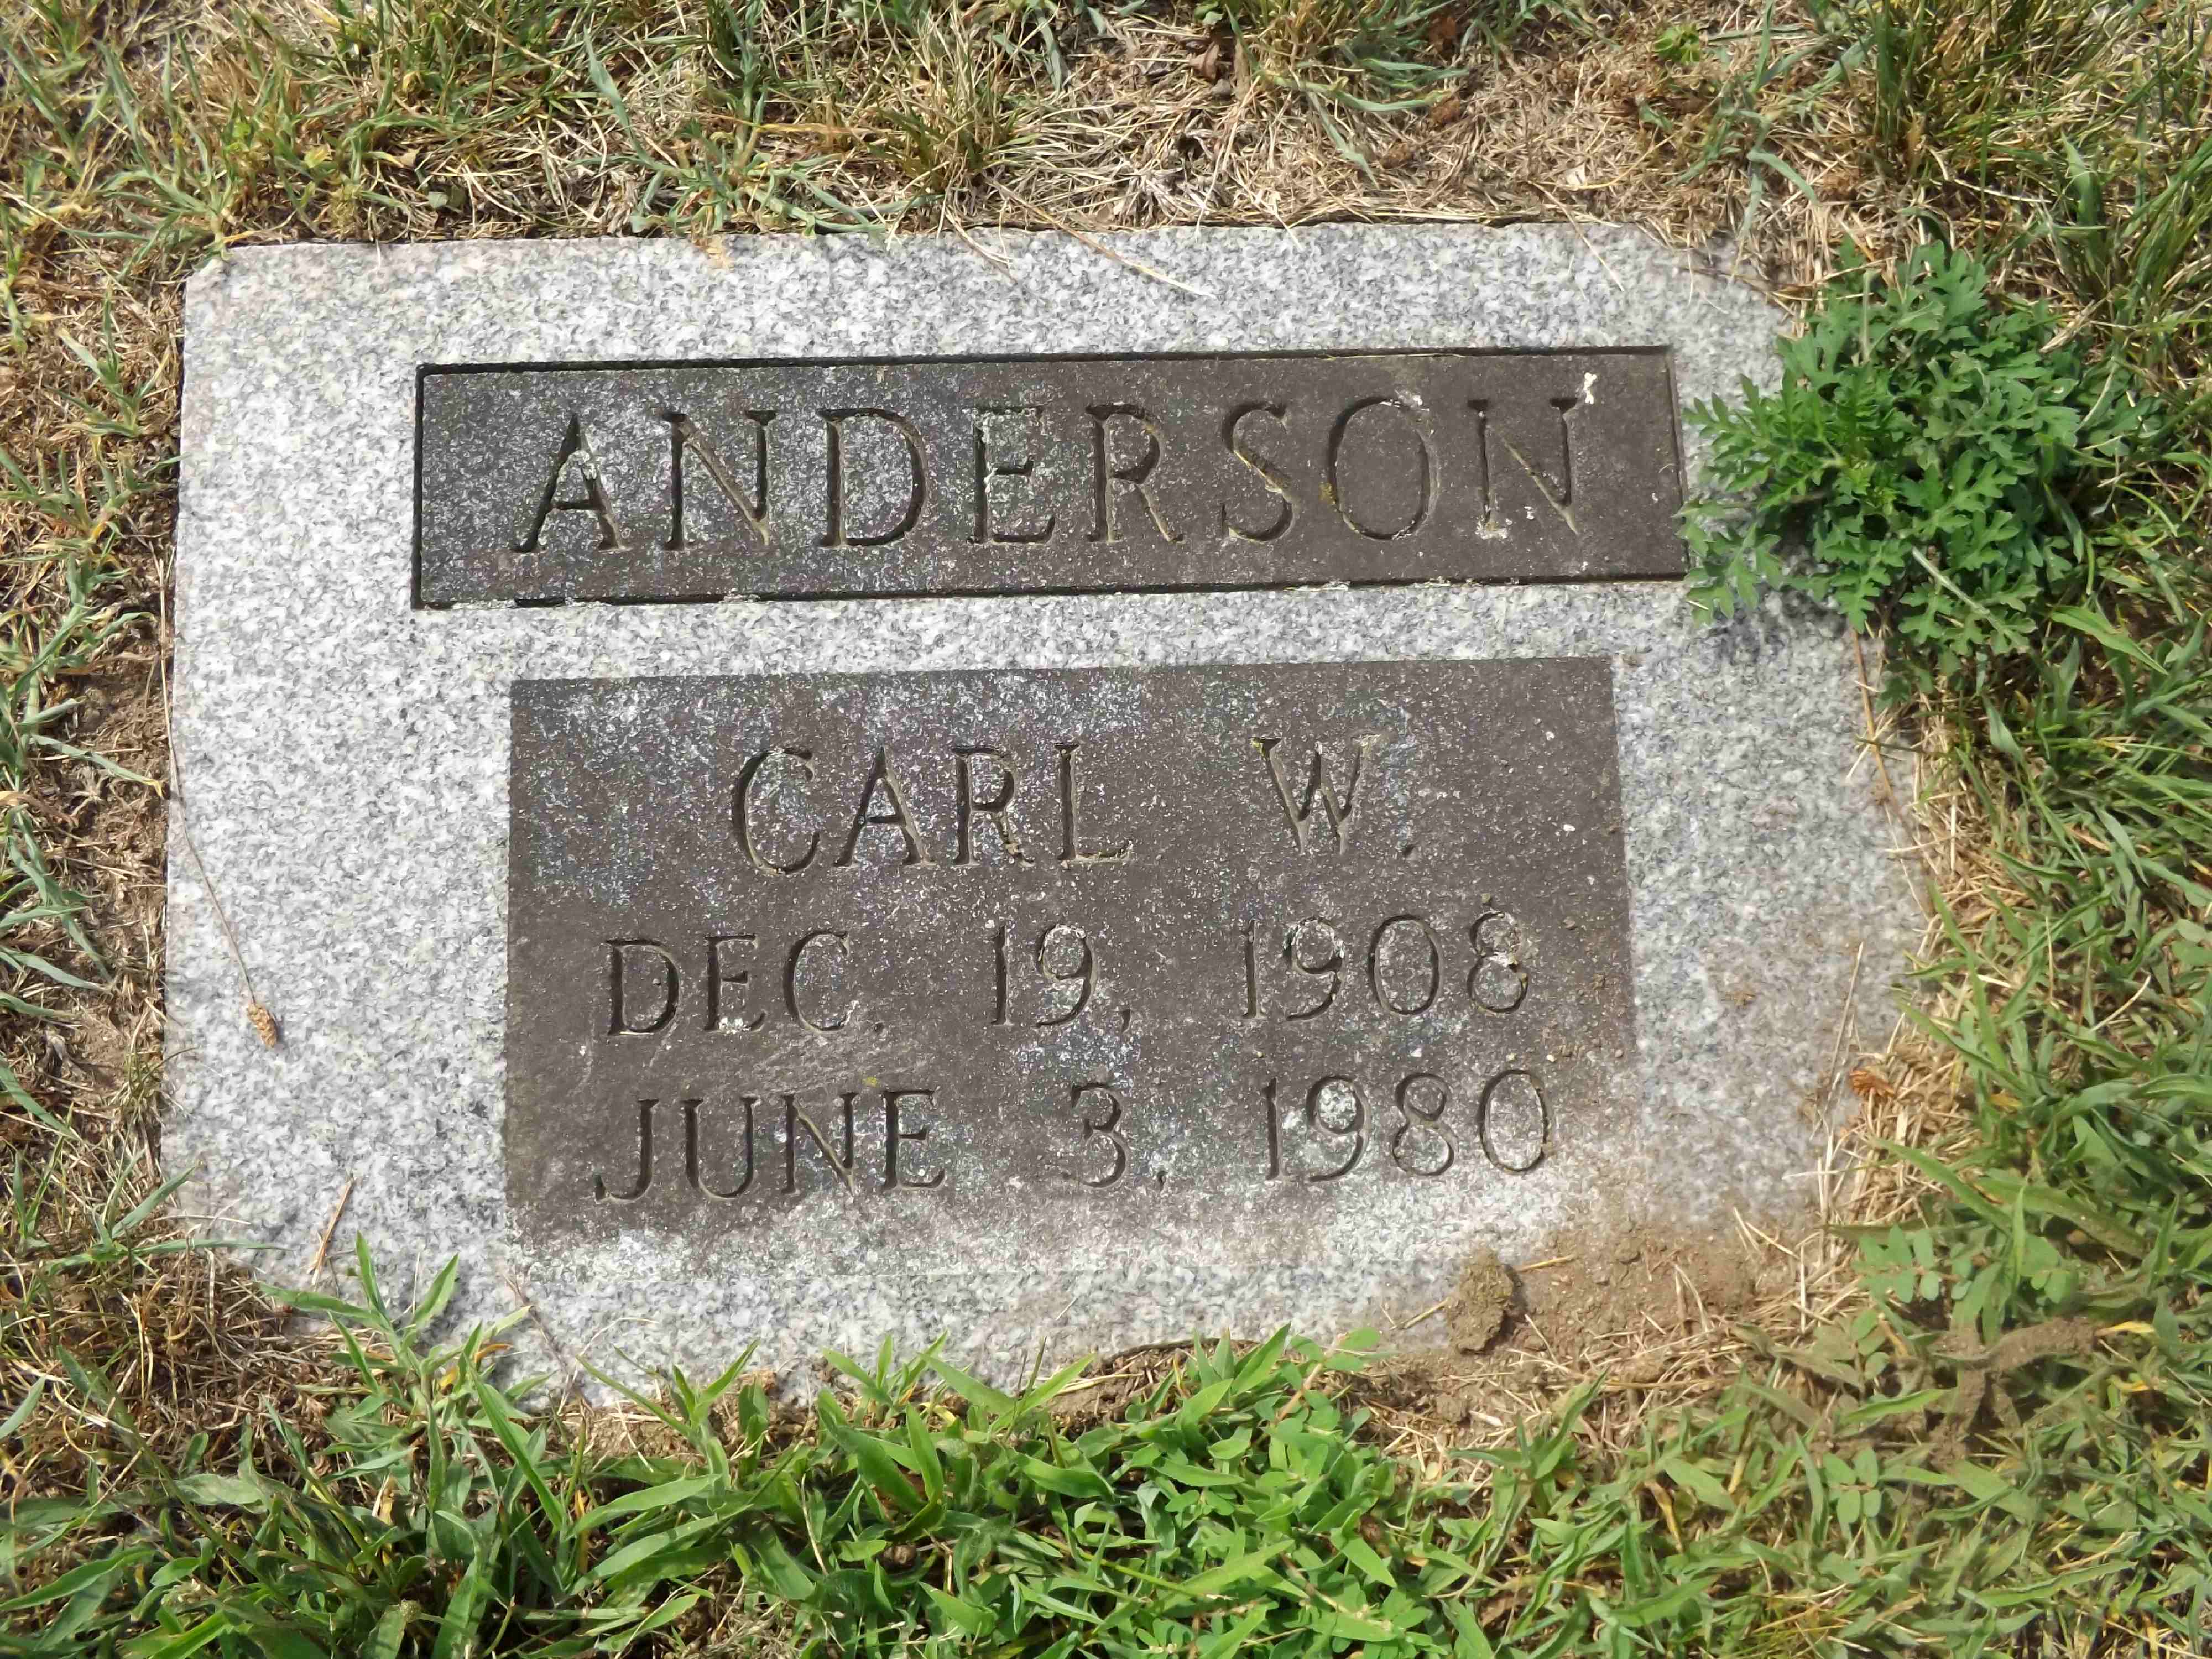 ANDERSON
CARL W.
DEC. 19, 1908
JUNE 3, 1980